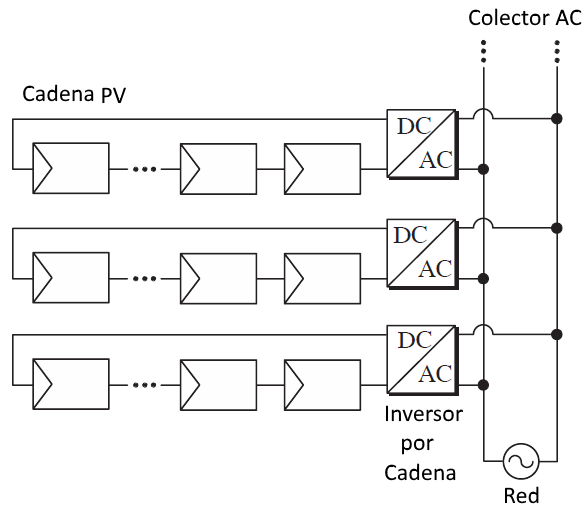 Colector AC
Cadena PV
DC
AC
DC
AC
DC
AC
Inversor
por
Cadena
Red